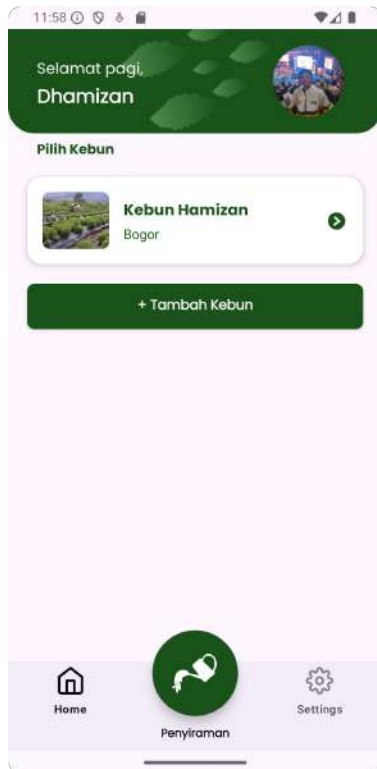 11:58
Selamat pagi,
Dhamizan
Pilih Kebun
Kebun Hamizan
Bogor
+ Tambah Kebun
Home
Penyiraman
Settings